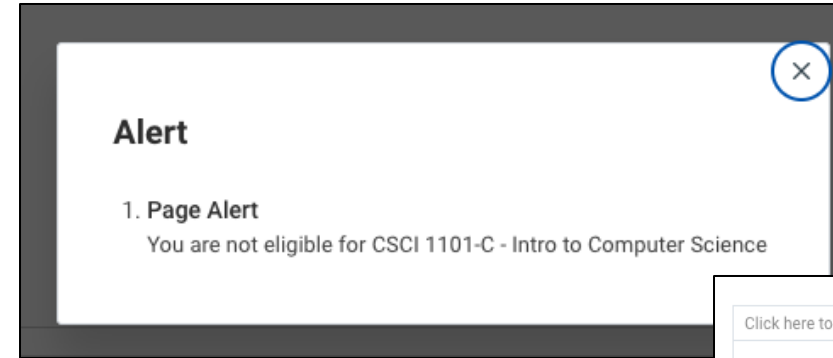 Alert
1. Page Alert
You are not eligible for CSCI 1101-C - Intro to Computer Science
Click here to